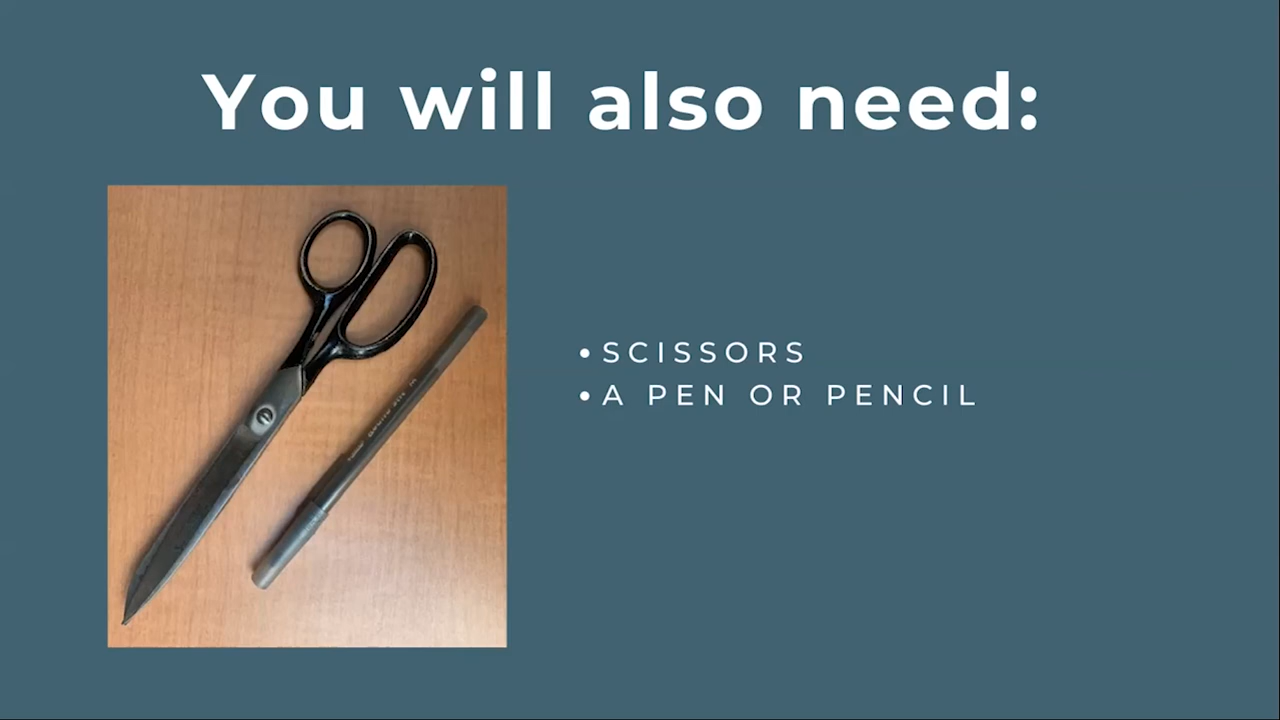 You will also need:
• SCISSORS
• A PEN OR PENCIL